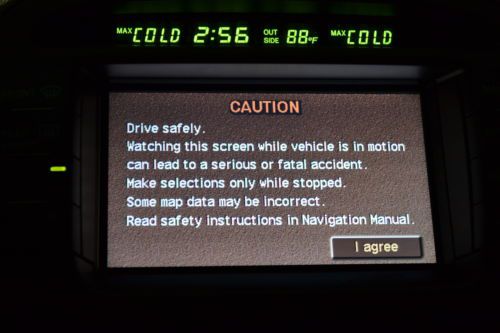 MAX COLD 2:56 OUT SIDE 88°F MAX COLD
CAUTION
Drive safely.
Watching this screen while vehicle is in motion
can lead to a serious or fatal accident.
Make selections only while stopped.
Some map data may be incorrect.
Read safety instructions in Navigation Manual.
I agree